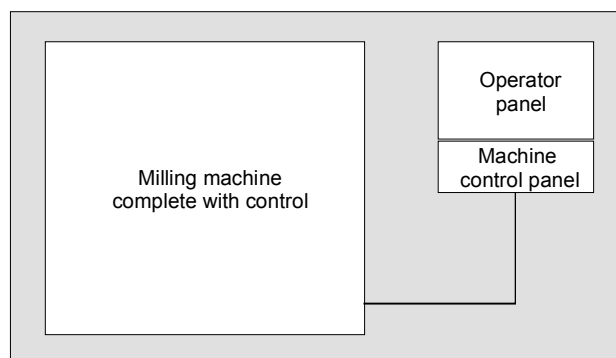 Milling machine
complete with control
Operator
panel
Machine
control panel